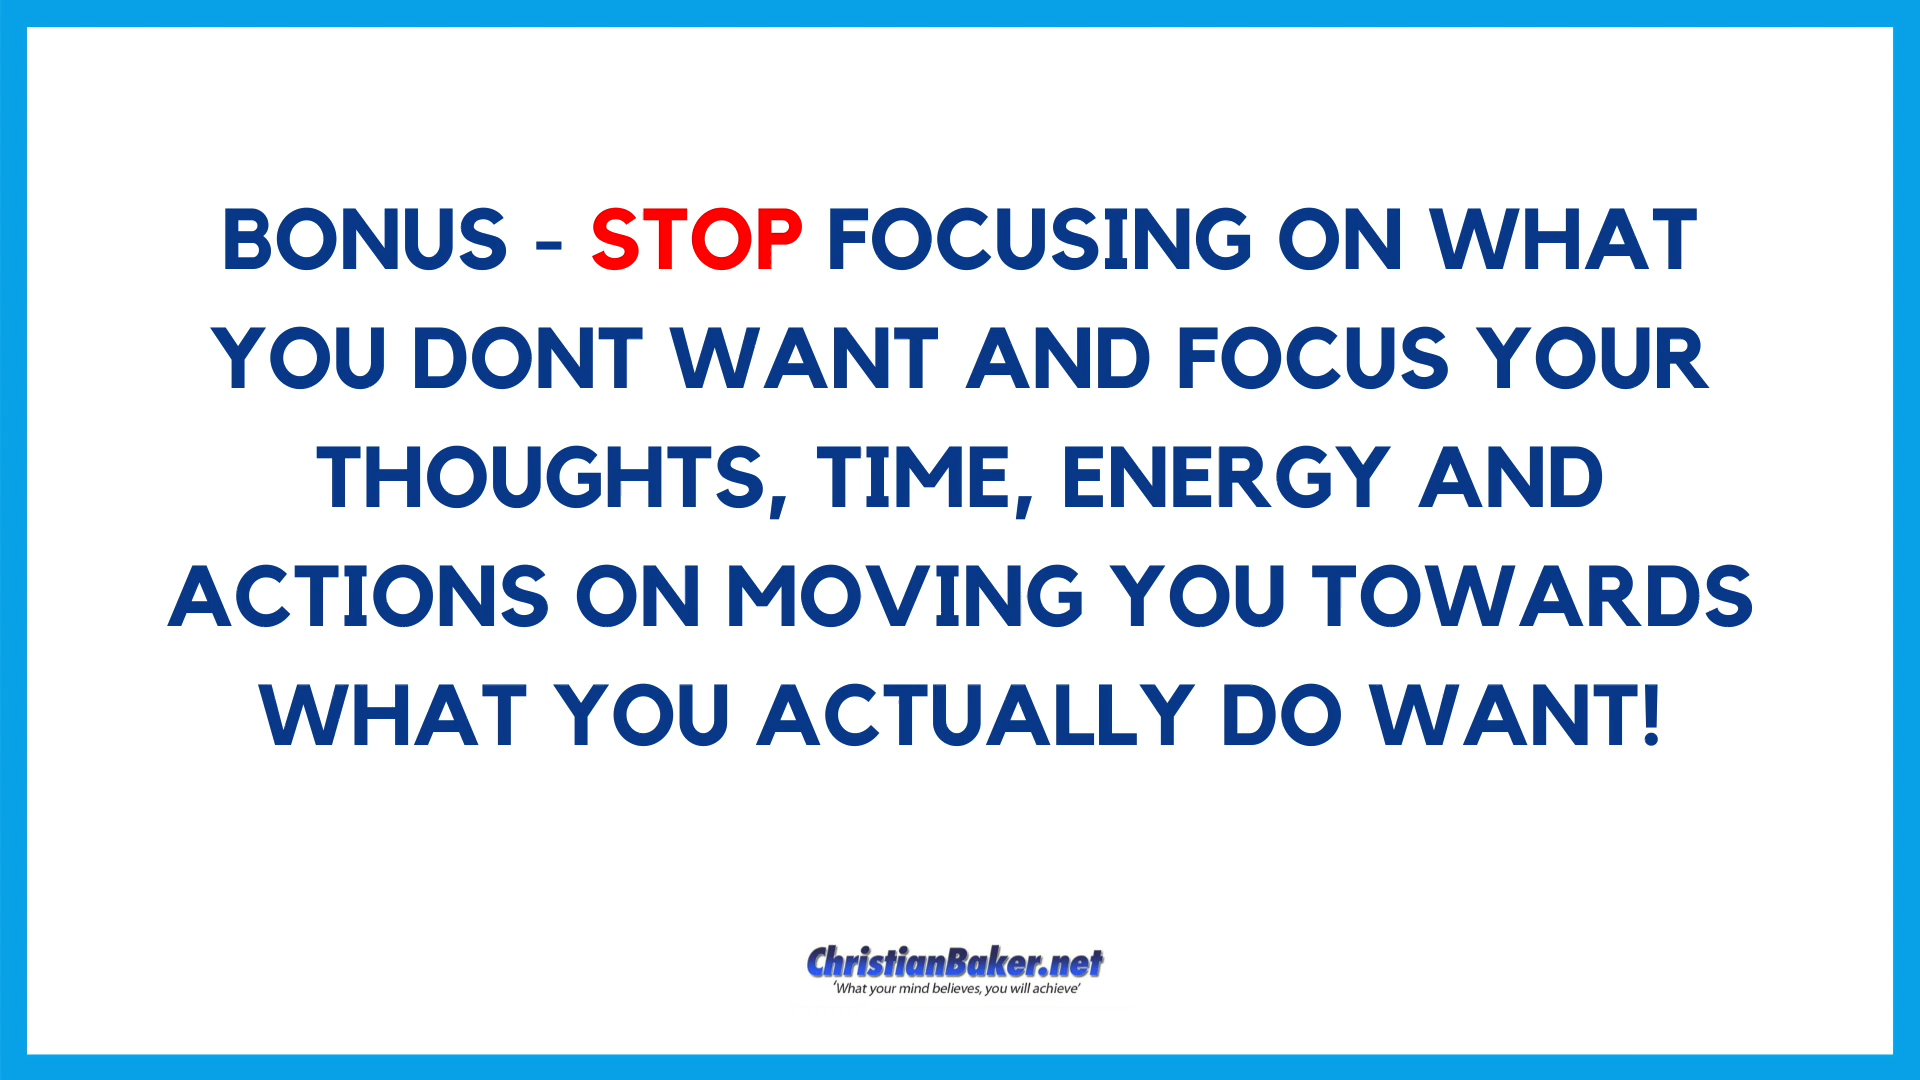 BONUS - STOP FOCUSING ON WHAT
YOU DONT WANT AND FOCUS YOUR
THOUGHTS, TIME, ENERGY AND
ACTIONS ON MOVING YOU TOWARDS
WHAT YOU ACTUALLY DO WANT!
ChristianBaker.net
‘What your mind believes, you will achieve’